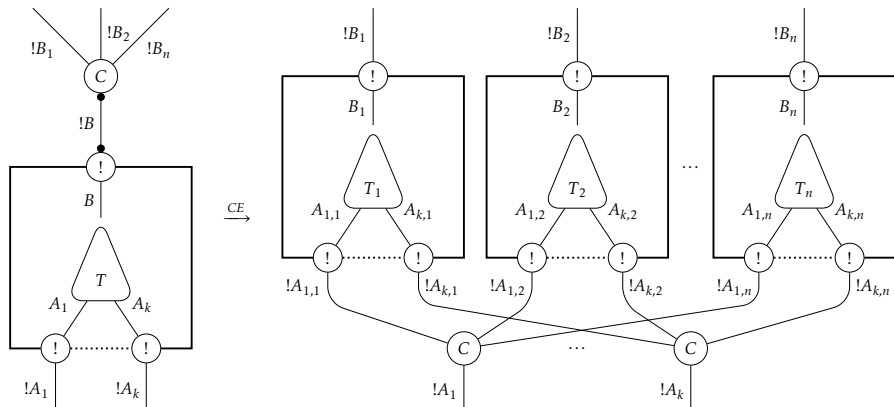 !B₁ !B₂ !Bₙ
C
!B
!
B
T
A₁ Aₖ
! !
!A₁ !Aₖ
CE
⟶
!B₁ !B₂ !Bₙ
! ! !
B₁ B₂ Bₙ
...
T₁ T₂ Tₙ
A₁,₁ Aₖ,₁ A₁,₂ Aₖ,₂ A₁,ₙ Aₖ,ₙ
! ! ! ! ! !
!A₁,₁ !Aₖ,₁ !A₁,₂ !Aₖ,₂ !A₁,ₙ !Aₖ,ₙ
C ... C
!A₁ !Aₖ